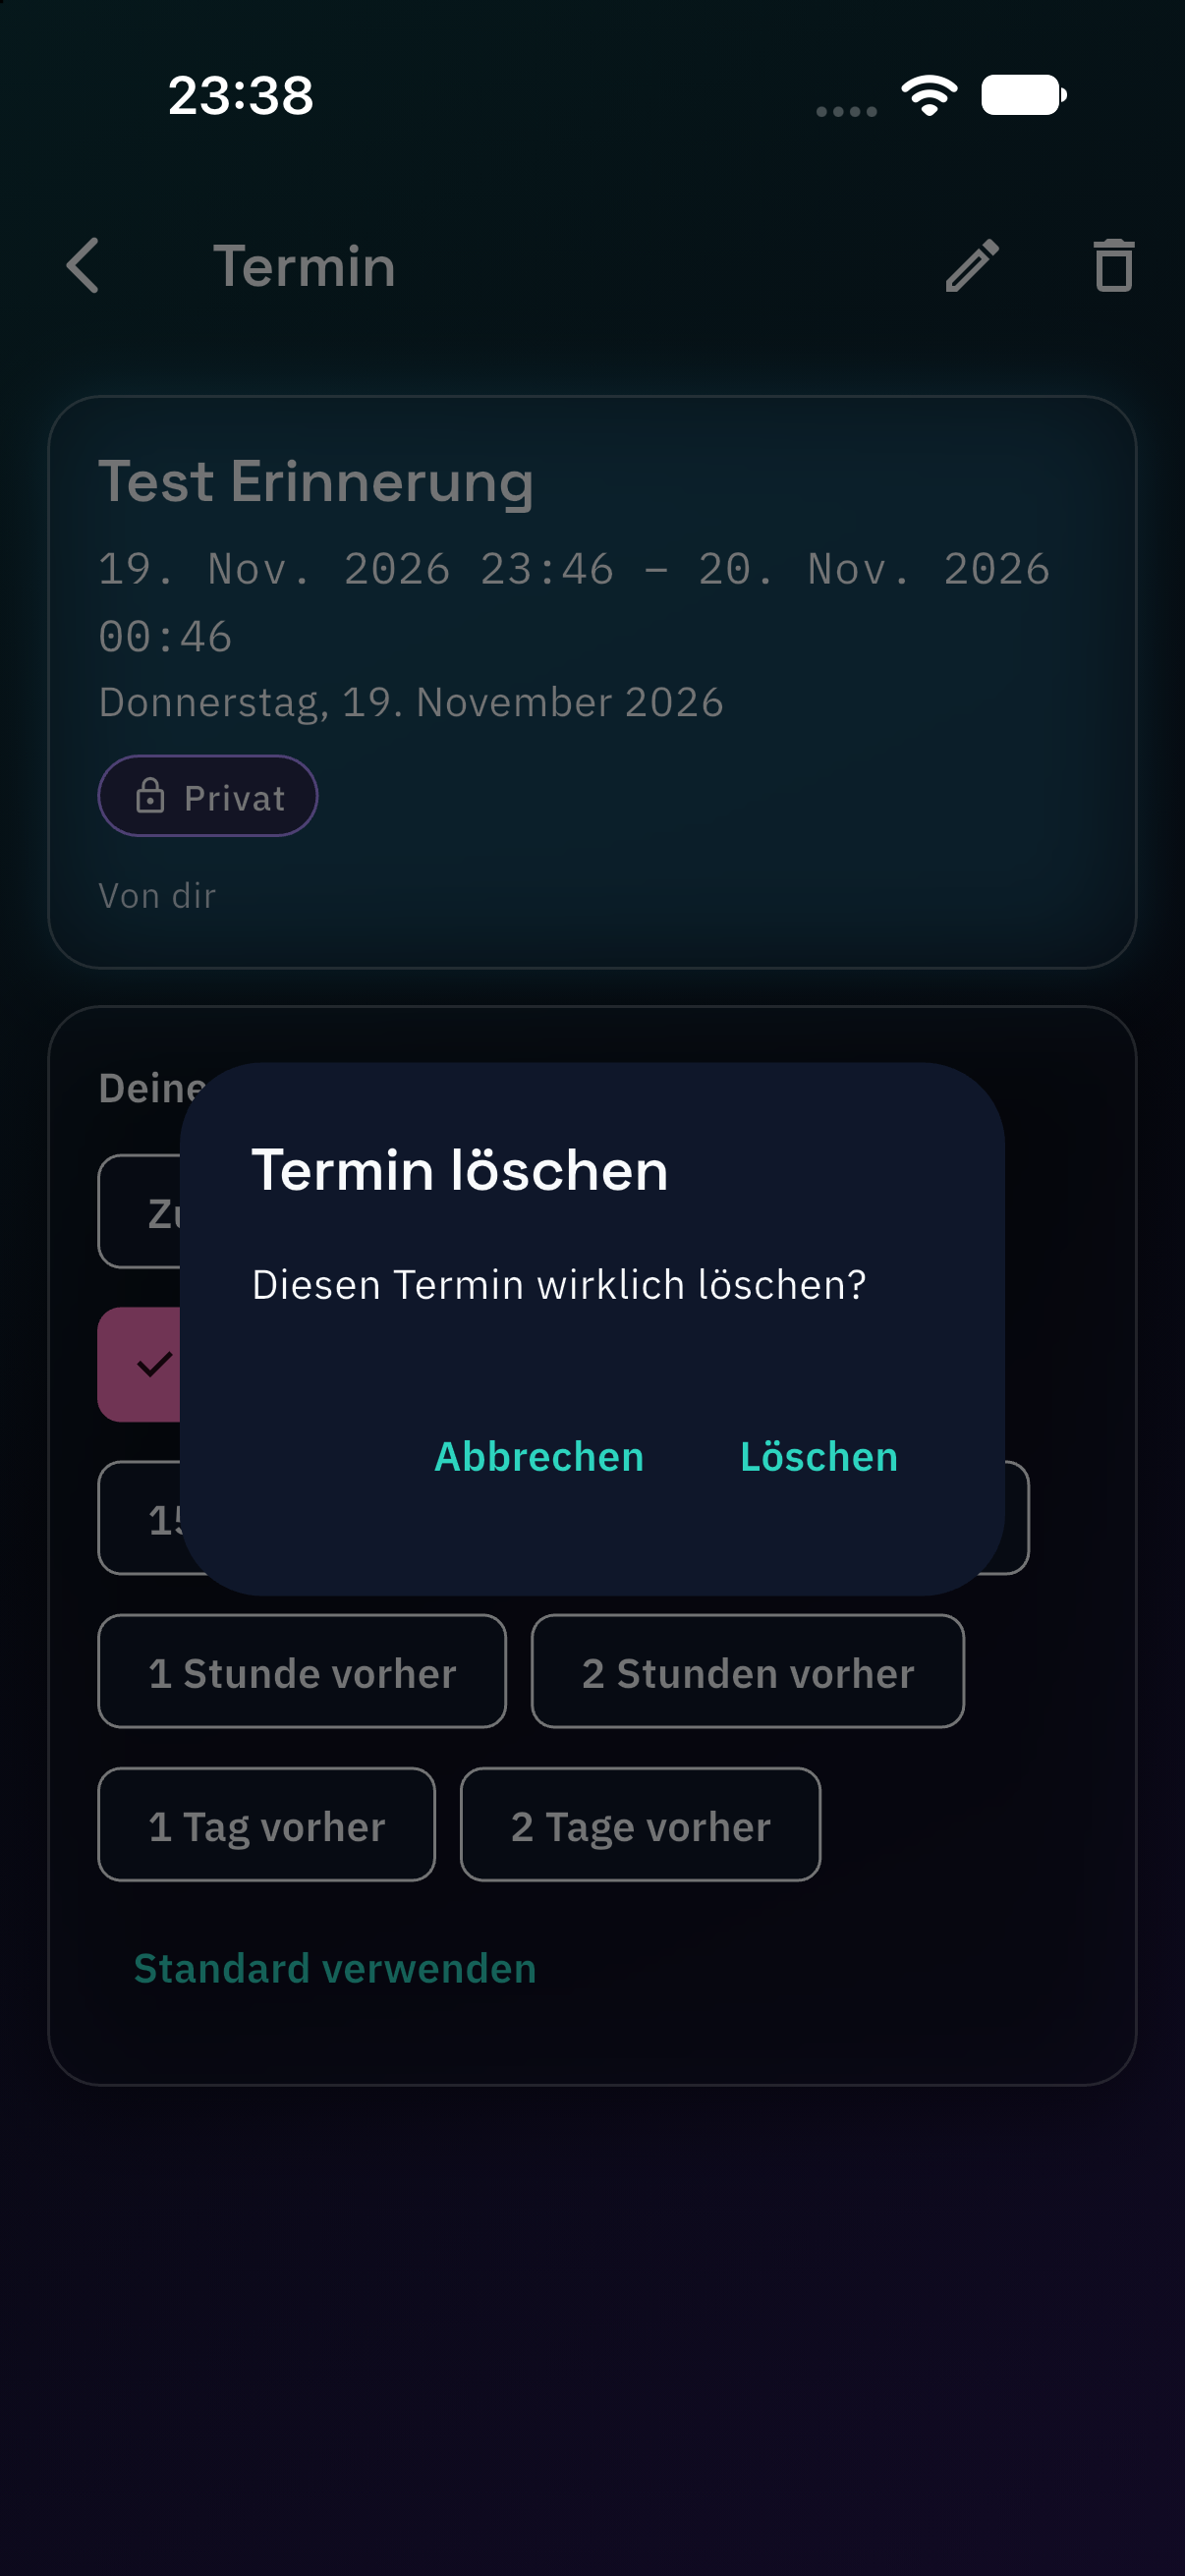 23:38
Termin
Test Erinnerung
19. Nov. 2026 23:46 – 20. Nov. 2026
00:46
Donnerstag, 19. November 2026
Privat
Von dir
Deine
Termin löschen
Diesen Termin wirklich löschen?
Abbrechen Löschen
1 Stunde vorher 2 Stunden vorher
1 Tag vorher 2 Tage vorher
Standard verwenden